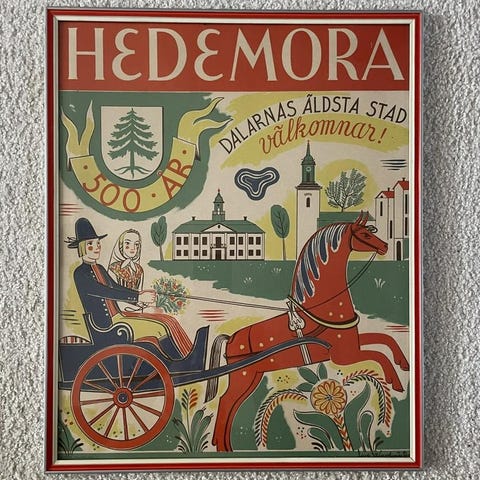 HEDEMORA
DALARNAS ÄLDSTA STAD
välkomnar!
500 ÅR